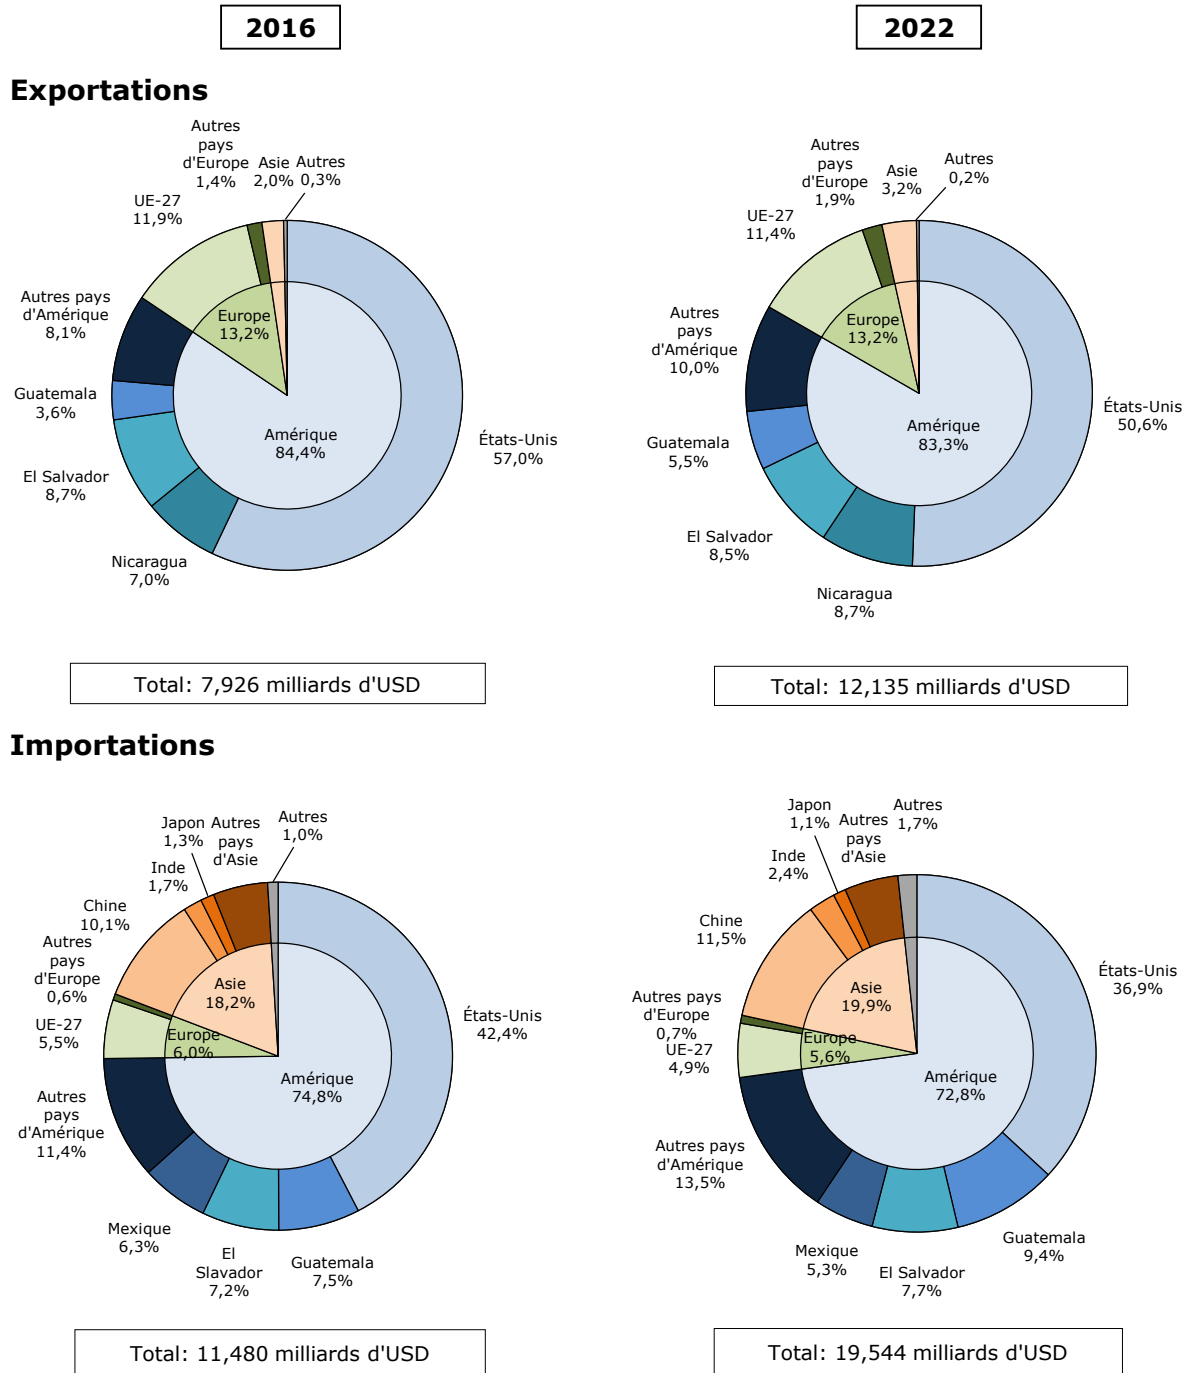 2016
2022
Exportations
Autres
pays
d'Europe
1,4%
Asie
2,0%
Autres
0,3%
UE-27
11,9%
Autres pays
d'Amérique
8,1%
Guatemala
3,6%
El Salvador
8,7%
Nicaragua
7,0%
Europe
13,2%
Amérique
84,4%
États-Unis
57,0%
Total: 7,926 milliards d'USD
Autres
pays
d'Europe
1,9%
Asie
3,2%
Autres
0,2%
UE-27
11,4%
Autres
pays
d'Amérique
10,0%
Guatemala
5,5%
El Salvador
8,5%
Nicaragua
8,7%
Europe
13,2%
Amérique
83,3%
États-Unis
50,6%
Total: 12,135 milliards d'USD
Importations
Japon
1,3%
Autres
pays
d'Asie
Autres
1,0%
Inde
1,7%
Chine
10,1%
Autres
pays
d'Europe
0,6%
UE-27
5,5%
Autres
pays
d'Amérique
11,4%
Mexique
6,3%
El
Slavador
7,2%
Guatemala
7,5%
Asie
18,2%
Europe
6,0%
Amérique
74,8%
États-Unis
42,4%
Total: 11,480 milliards d'USD
Japon
1,1%
Autres
pays
d'Asie
Autres
1,7%
Inde
2,4%
Chine
11,5%
Autres pays
d'Europe
0,7%
UE-27
4,9%
Autres pays
d'Amérique
13,5%
Mexique
5,3%
El Salvador
7,7%
Guatemala
9,4%
Asie
19,9%
Europe
5,6%
Amérique
72,8%
États-Unis
36,9%
Total: 19,544 milliards d'USD